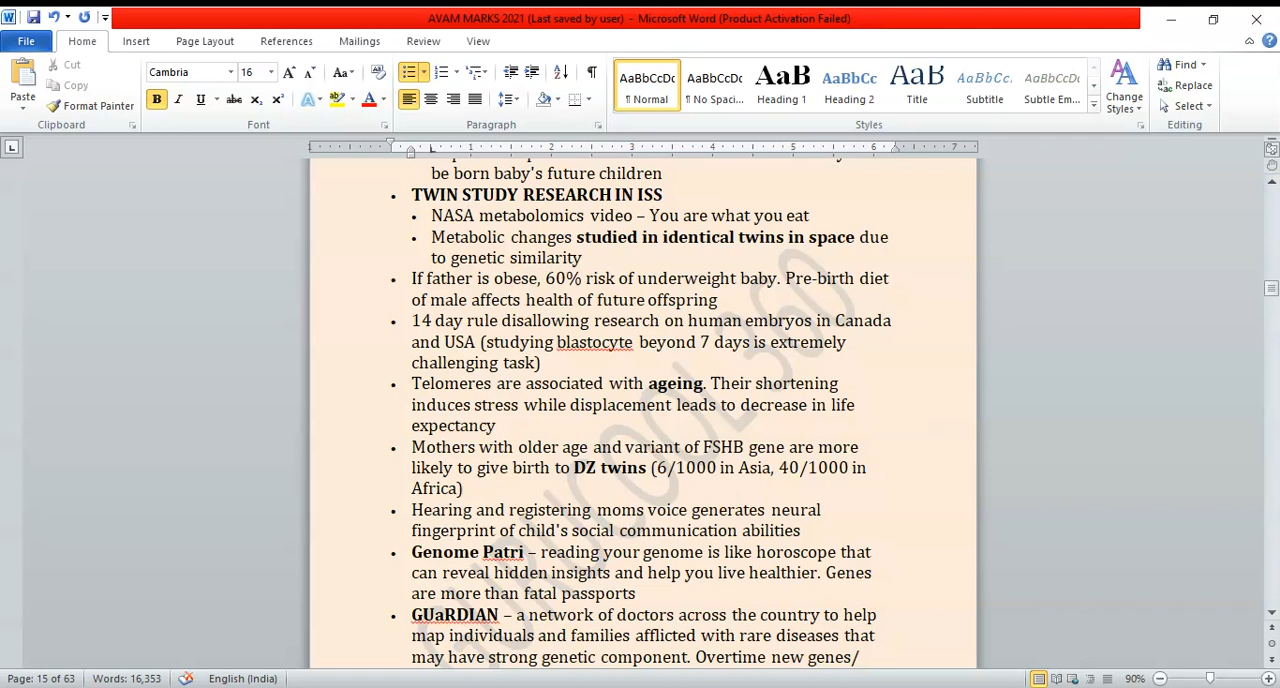 AVAM MARKS 2021 (Last saved by user) - Microsoft Word (Product Activation Failed)
File Home Insert Page Layout References Mailings Review View
Paste
Cut
Copy
Format Painter
Clipboard
Cambria 16
Font
Paragraph
AaBbCcDc AaBbCcDc AaB AaBbCc AaB AaBbCc AaBbCcDc
¶ Normal ¶ No Spaci... Heading 1 Heading 2 Title Subtitle Subtle Em...
Change Styles
Styles
Find
Replace
Select
Editing
be born baby's future children
• TWIN STUDY RESEARCH IN ISS
• NASA metabolomics video – You are what you eat
• Metabolic changes studied in identical twins in space due
to genetic similarity
• If father is obese, 60% risk of underweight baby. Pre-birth diet
of male affects health of future offspring
• 14 day rule disallowing research on human embryos in Canada
and USA (studying blastocyte beyond 7 days is extremely
challenging task)
• Telomeres are associated with ageing. Their shortening
induces stress while displacement leads to decrease in life
expectancy
• Mothers with older age and variant of FSHB gene are more
likely to give birth to DZ twins (6/1000 in Asia, 40/1000 in
Africa)
• Hearing and registering moms voice generates neural
fingerprint of child's social communication abilities
• Genome Patri – reading your genome is like horoscope that
can reveal hidden insights and help you live healthier. Genes
are more than fatal passports
• GUaRDIAN – a network of doctors across the country to help
map individuals and families afflicted with rare diseases that
may have strong genetic component. Overtime new genes/
GURUCOOL 360
Page: 15 of 63 Words: 16,353 English (India) 90%